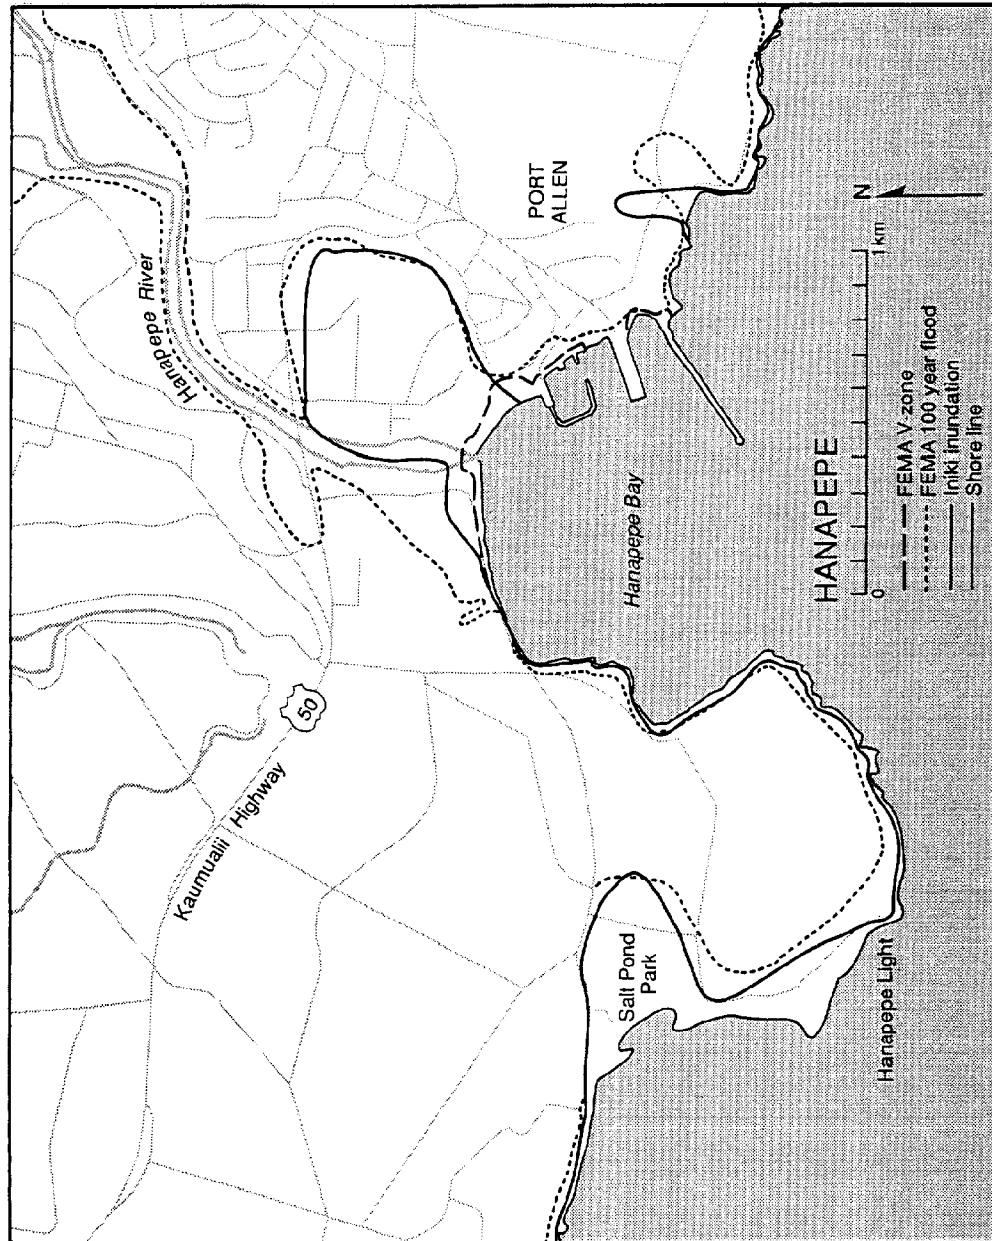 Hanapepe River
PORT
ALLEN
50
Kaumualii Highway
Salt Pond
Park
Hanapepe Bay
Hanapepe Light
N
HANAPEPE
0
1 km
FEMA V-zone
FEMA 100 year flood
Iniki inundation
Shore line